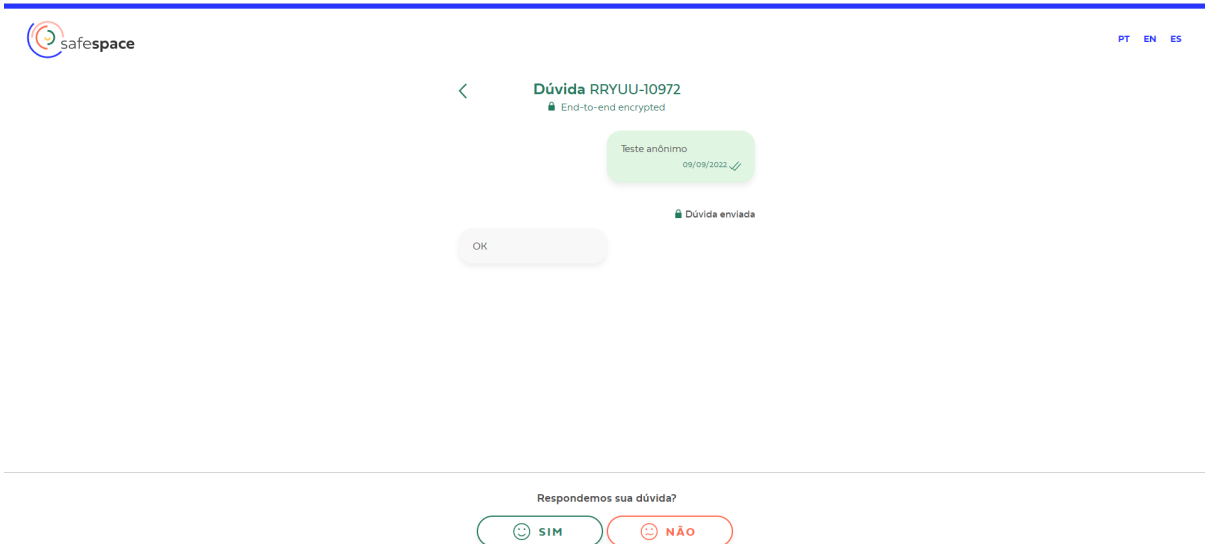 safespace
PT EN ES
Dúvida RRYUU-10972
End-to-end encrypted
Teste anônimo
09/09/2022
Dúvida enviada
OK
Respondemos sua dúvida?
SIM NÃO